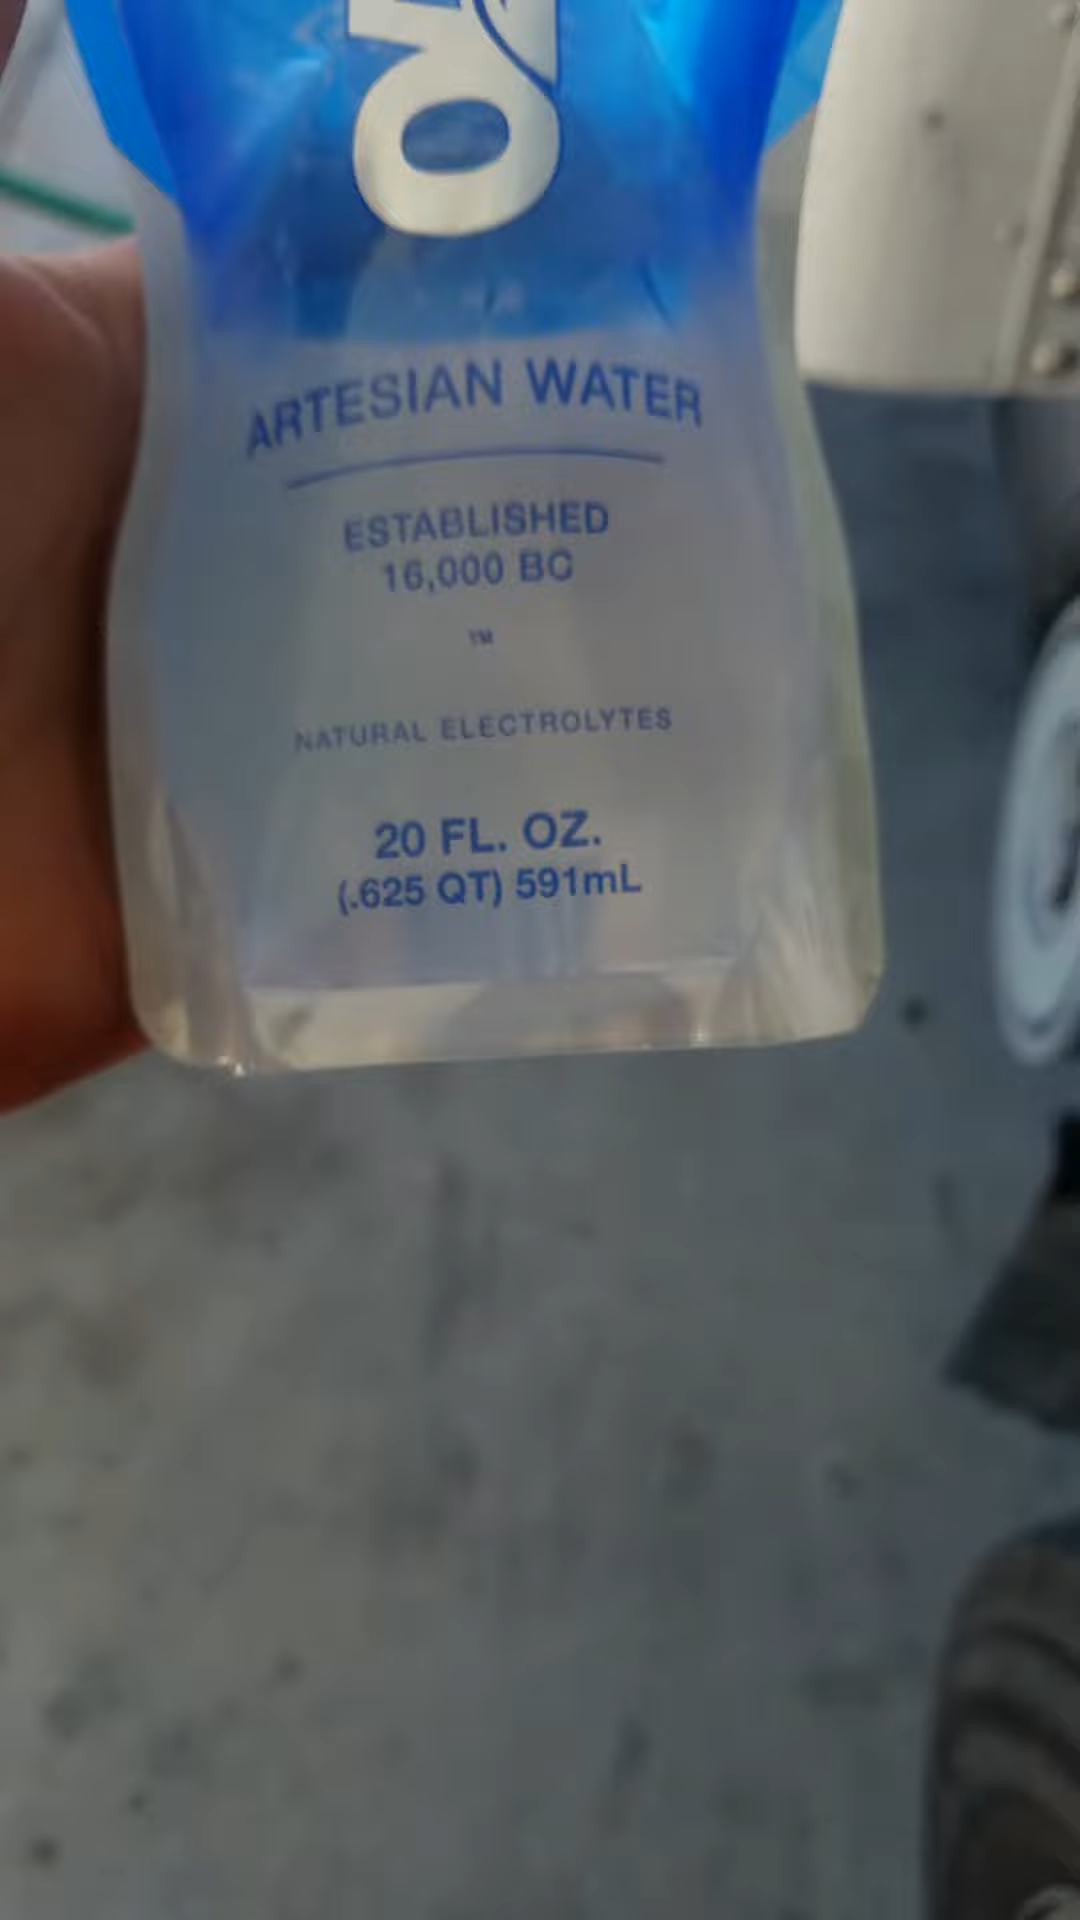 ARTESIAN WATER
ESTABLISHED
16,000 BC
TM
NATURAL ELECTROLYTES
20 FL. OZ.
(.625 QT) 591mL